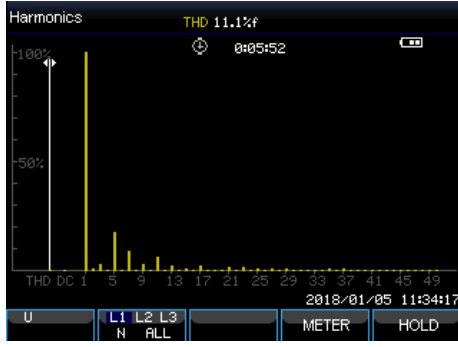 Harmonics
THD 11.1%f
0:05:52
100%
50%
THD DC 1 5 9 13 17 21 25 29 33 37 41 45 49
2018/01/05 11:34:17
U L1 L2 L3 METER HOLD
N ALL